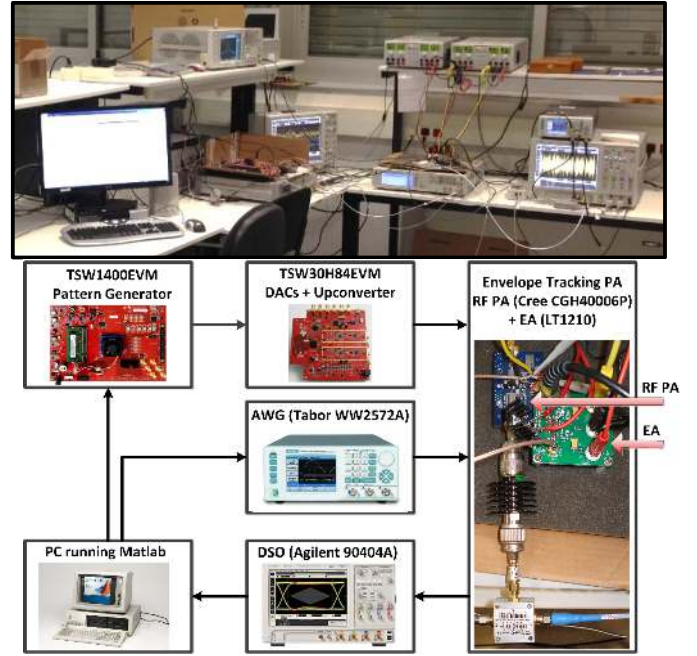 TSW1400EVM
Pattern Generator
TSW30H84EVM
DACs + Upconverter
Envelope Tracking PA
RF PA (Cree CGH40006P)
+ EA (LT1210)
RF PA
EA
AWG (Tabor WW2572A)
PC running Matlab
DSO (Agilent 90404A)